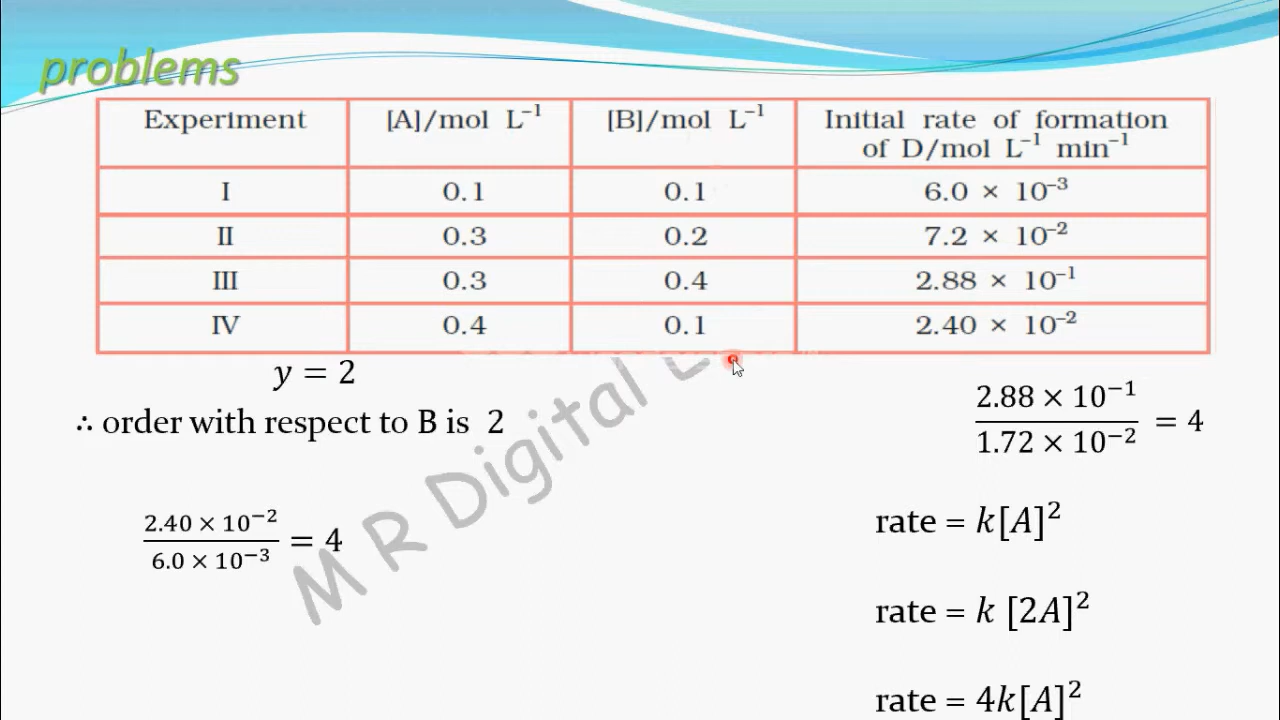 problems
Experiment [A]/mol L⁻¹ [B]/mol L⁻¹ Initial rate of formation
of D/mol L⁻¹ min⁻¹
I 0.1 0.1 6.0 × 10⁻³
II 0.3 0.2 7.2 × 10⁻²
III 0.3 0.4 2.88 × 10⁻¹
IV 0.4 0.1 2.40 × 10⁻²
y = 2
∴ order with respect to B is 2
2.88 × 10⁻¹
1.72 × 10⁻² = 4
2.40 × 10⁻²
6.0 × 10⁻³ = 4
rate = k[A]²
rate = k [2A]²
rate = 4k[A]²
M R Digital